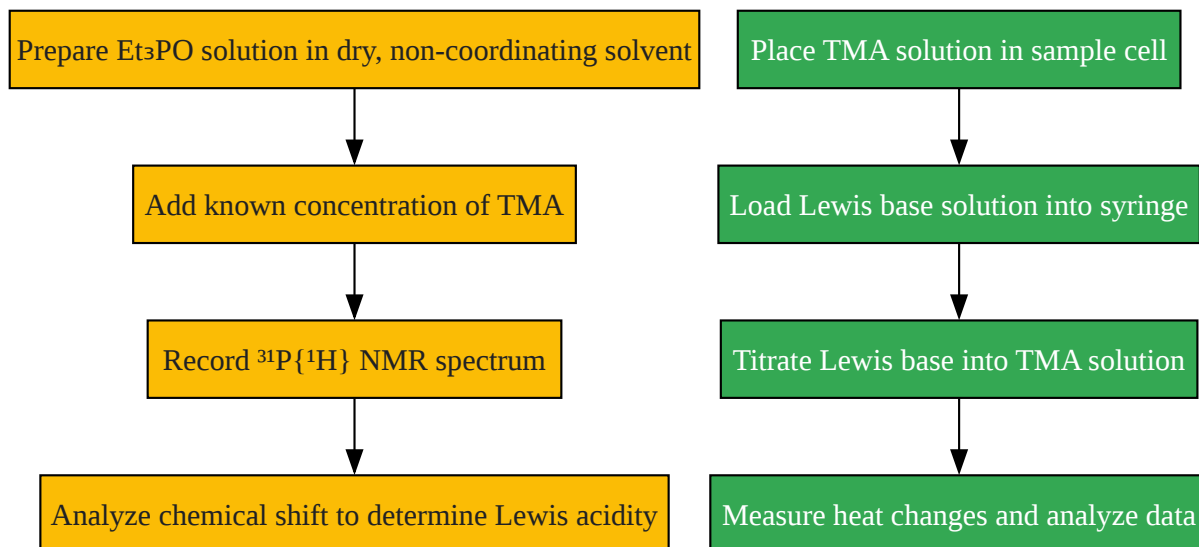 Prepare Et₃PO solution in dry, non-coordinating solvent
Add known concentration of TMA
Record ³¹P{¹H} NMR spectrum
Analyze chemical shift to determine Lewis acidity
Place TMA solution in sample cell
Load Lewis base solution into syringe
Titrate Lewis base into TMA solution
Measure heat changes and analyze data